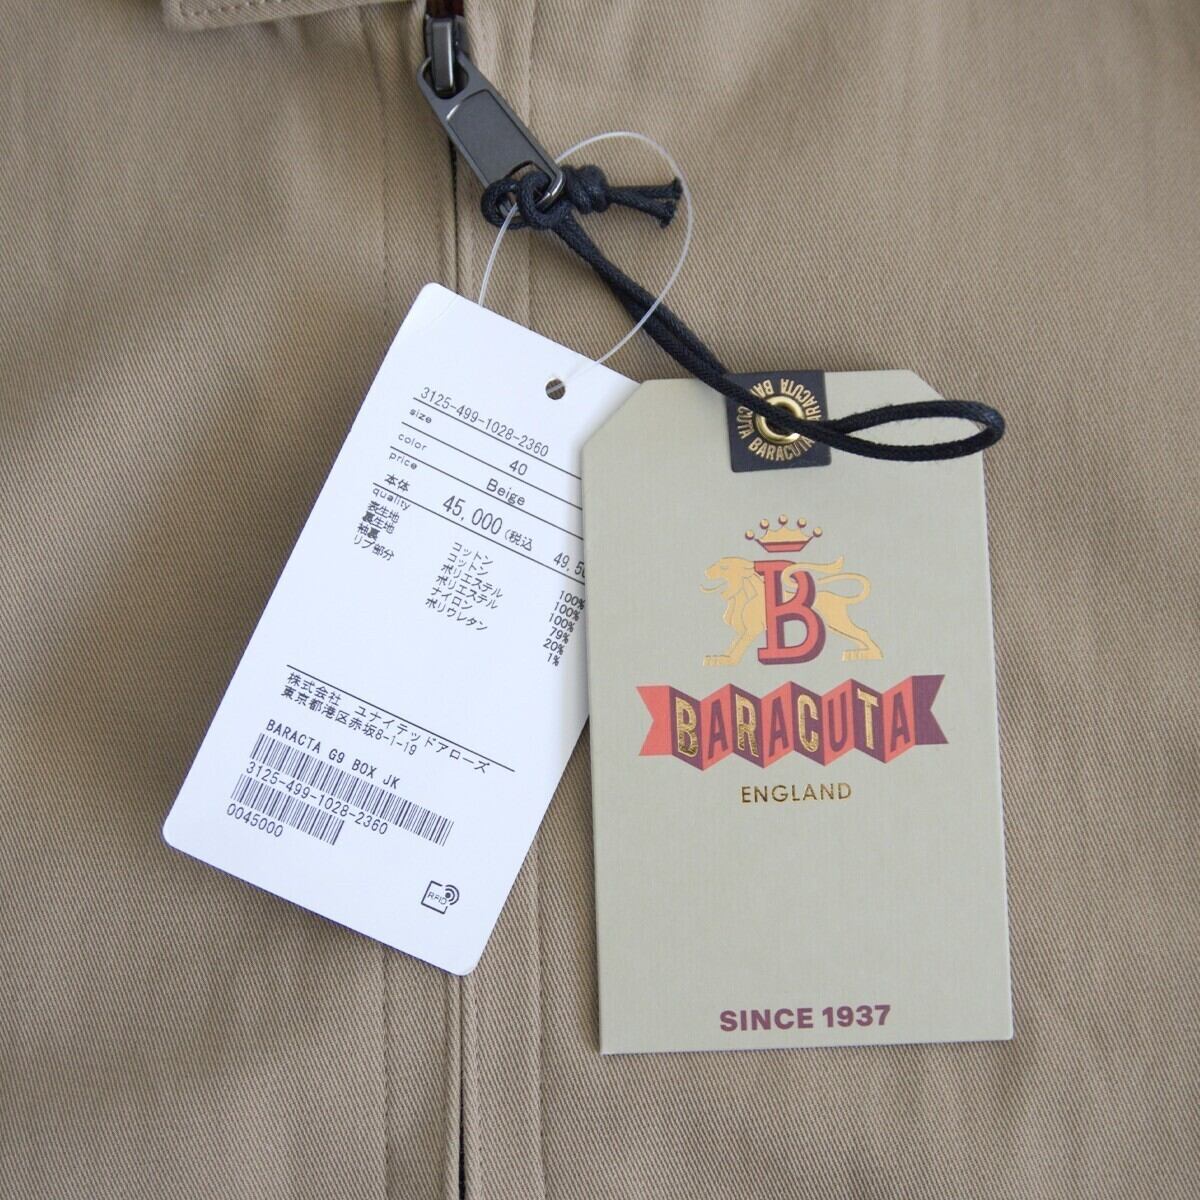 3125-499-1028-2360
size 40
color Beige
price
本体 45,000 (税込 49.50
quality
表生地 コットン 100%
裏生地 コットン 100%
袖裏 ポリエステル 100%
リブ部分 ポリエステル 79%
ナイロン 20%
ポリウレタン 1%
株式会社 ユナイテッドアローズ
東京都港区赤坂8-1-19
BARACTA G9 BOX JK
3125-499-1028-2360
0045000
RFID
BARACUTA BARACUTA
B
BARACUTA
ENGLAND
SINCE 1937